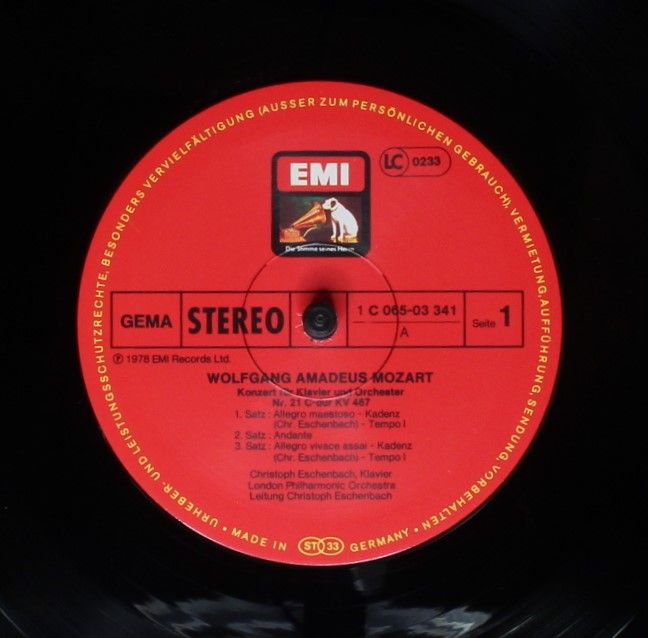 URHEBER- UND LEISTUNGSSCHUTZRECHTE, BESONDERS VERVIELFÄLTIGUNG (AUSSER ZUM PERSÖNLICHEN GEBRAUCH), VERMIETUNG, AUFFÜHRUNG, SENDUNG, VORBEHALTEN
EMI
LC 0233
Die Stimme seines Herrn
GEMA STEREO 1 C 065-03 341 Seite 1
A
℗ 1978 EMI Records Ltd.
WOLFGANG AMADEUS MOZART
Konzert für Klavier und Orchester
Nr. 21 C-dur KV 467
1. Satz : Allegro maestoso - Kadenz
(Chr. Eschenbach) - Tempo I
2. Satz : Andante
3. Satz : Allegro vivace assai - Kadenz
(Chr. Eschenbach) - Tempo I
Christoph Eschenbach, Klavier
London Philharmonic Orchestra
Leitung Christoph Eschenbach
• MADE IN ST 33 GERMANY •